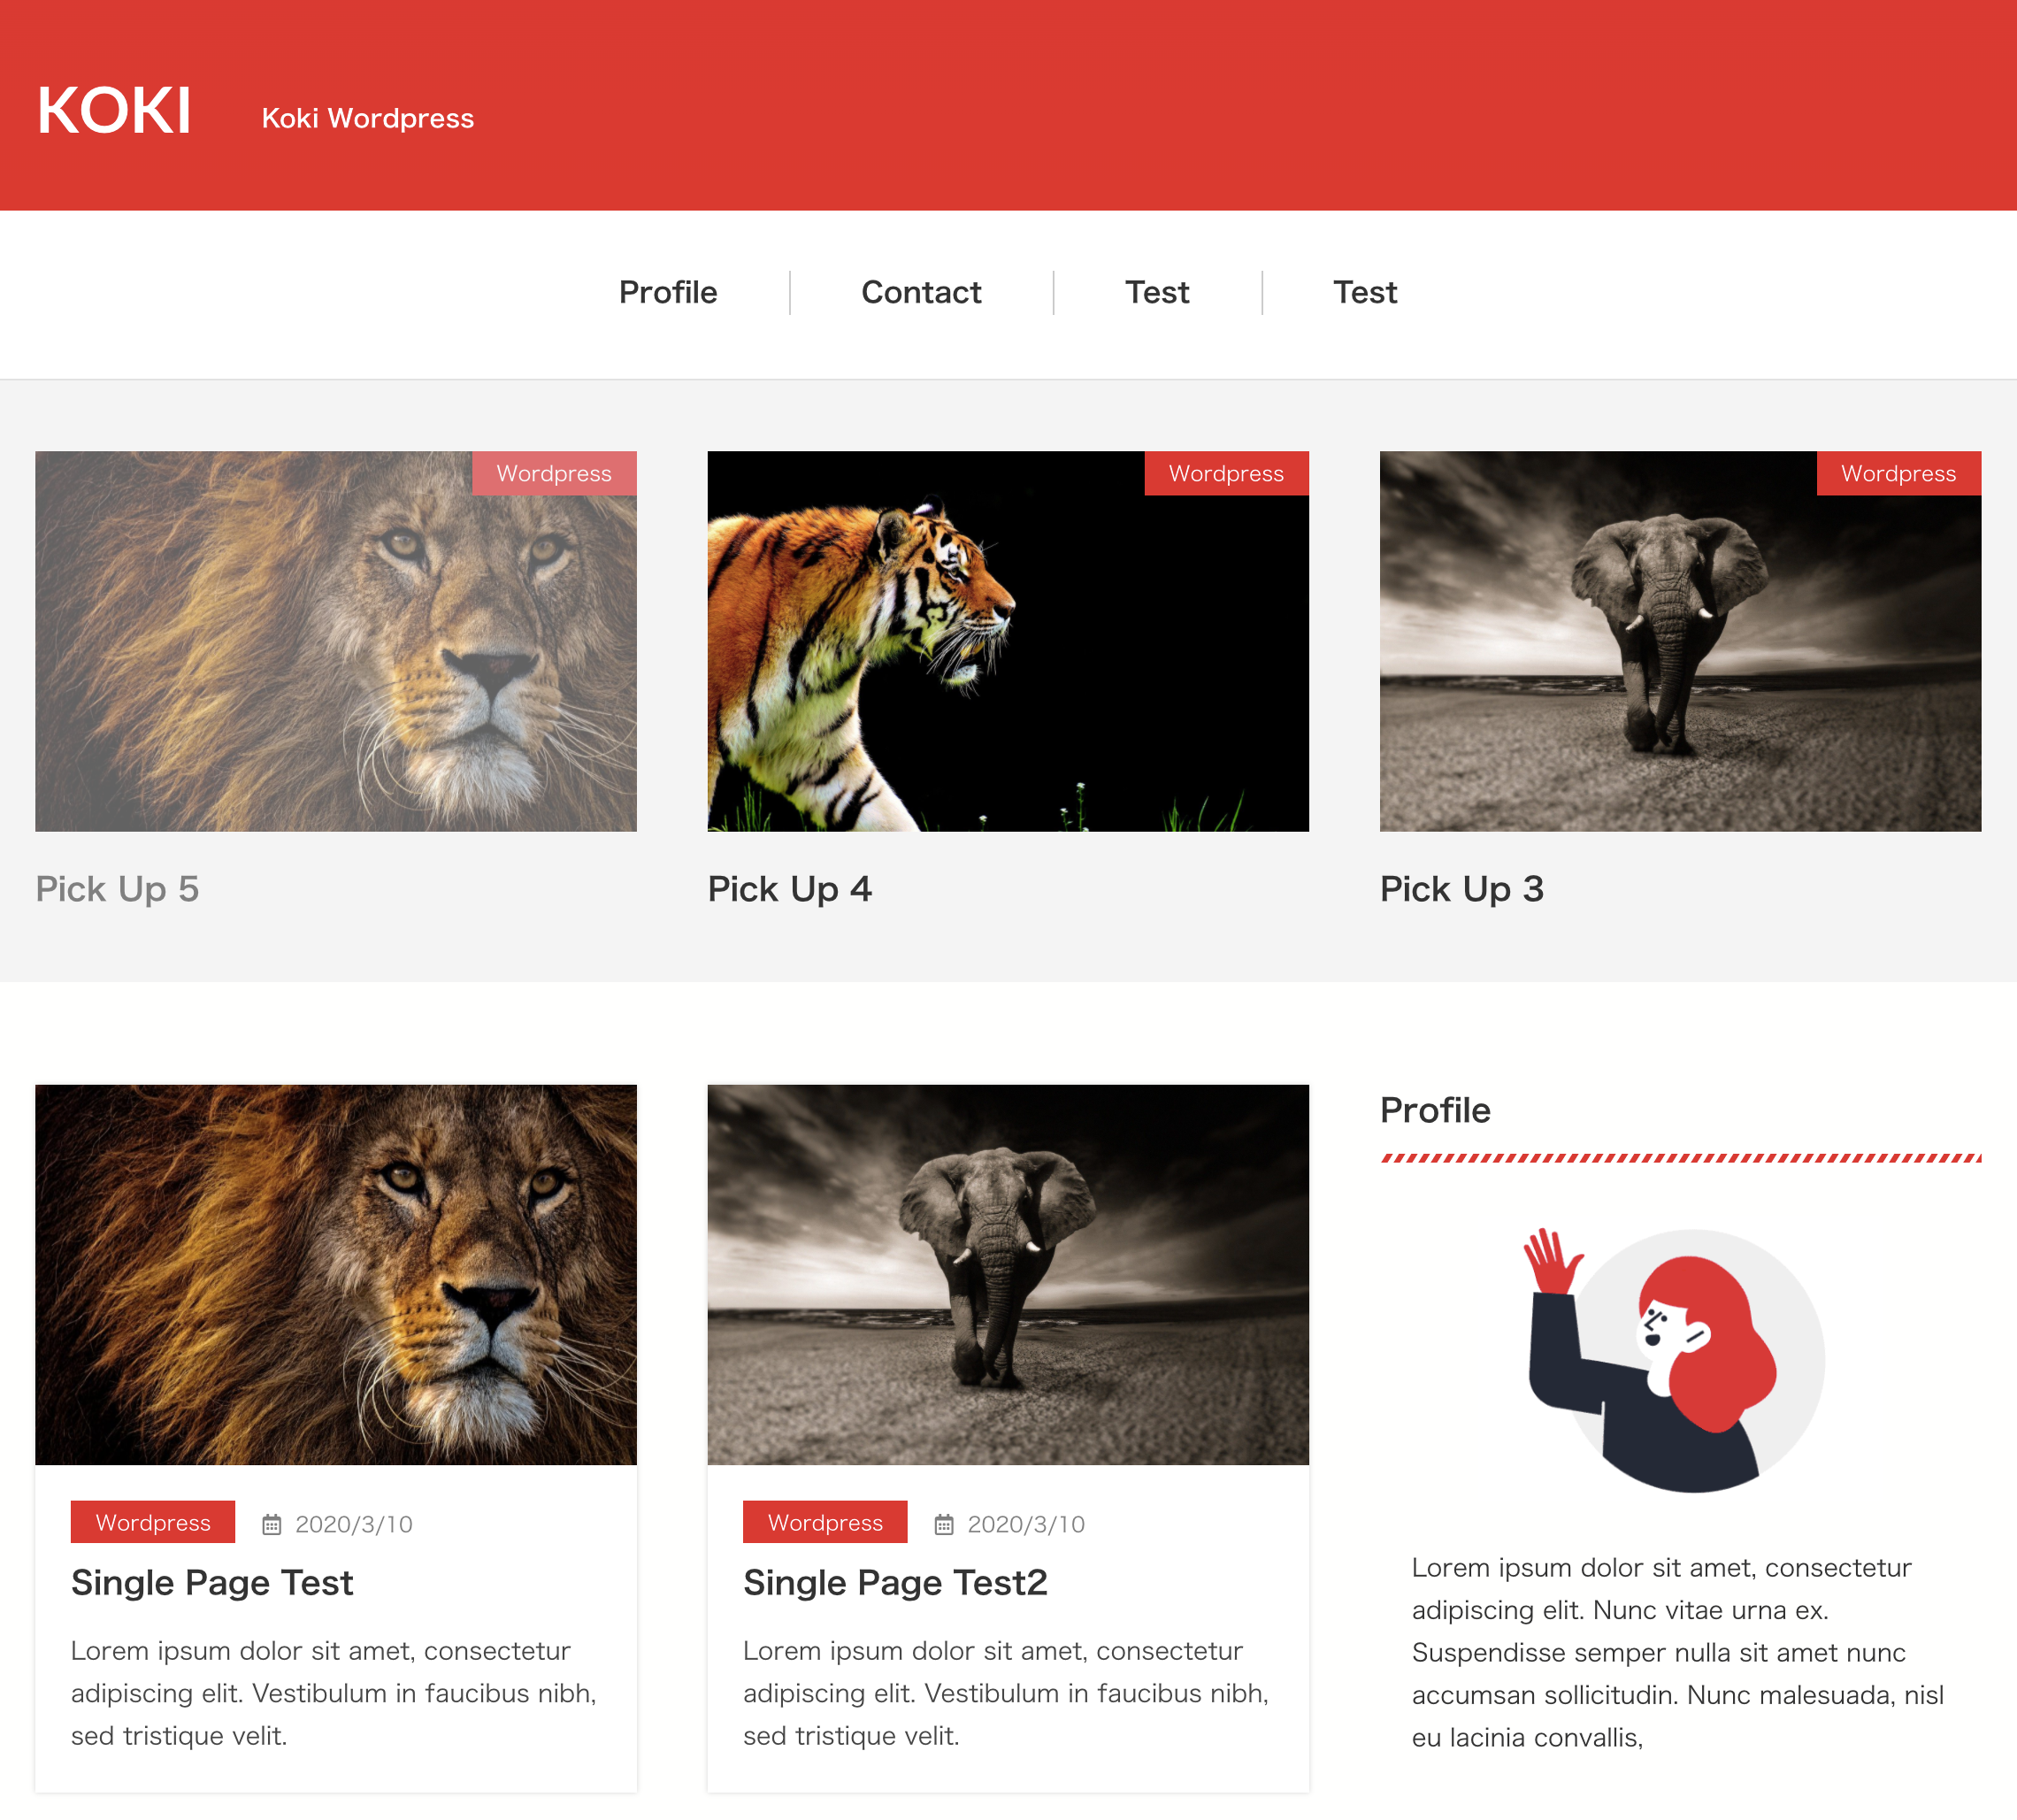 KOKI
Koki Wordpress
Profile
Contact
Test
Test
Wordpress
Pick Up 5
Wordpress
Pick Up 4
Wordpress
Pick Up 3
Wordpress
2020/3/10
Single Page Test
Lorem ipsum dolor sit amet, consectetur
adipiscing elit. Vestibulum in faucibus nibh,
sed tristique velit.
Wordpress
2020/3/10
Single Page Test2
Lorem ipsum dolor sit amet, consectetur
adipiscing elit. Vestibulum in faucibus nibh,
sed tristique velit.
Profile
Lorem ipsum dolor sit amet, consectetur
adipiscing elit. Nunc vitae urna ex.
Suspendisse semper nulla sit amet nunc
accumsan sollicitudin. Nunc malesuada, nisl
eu lacinia convallis,